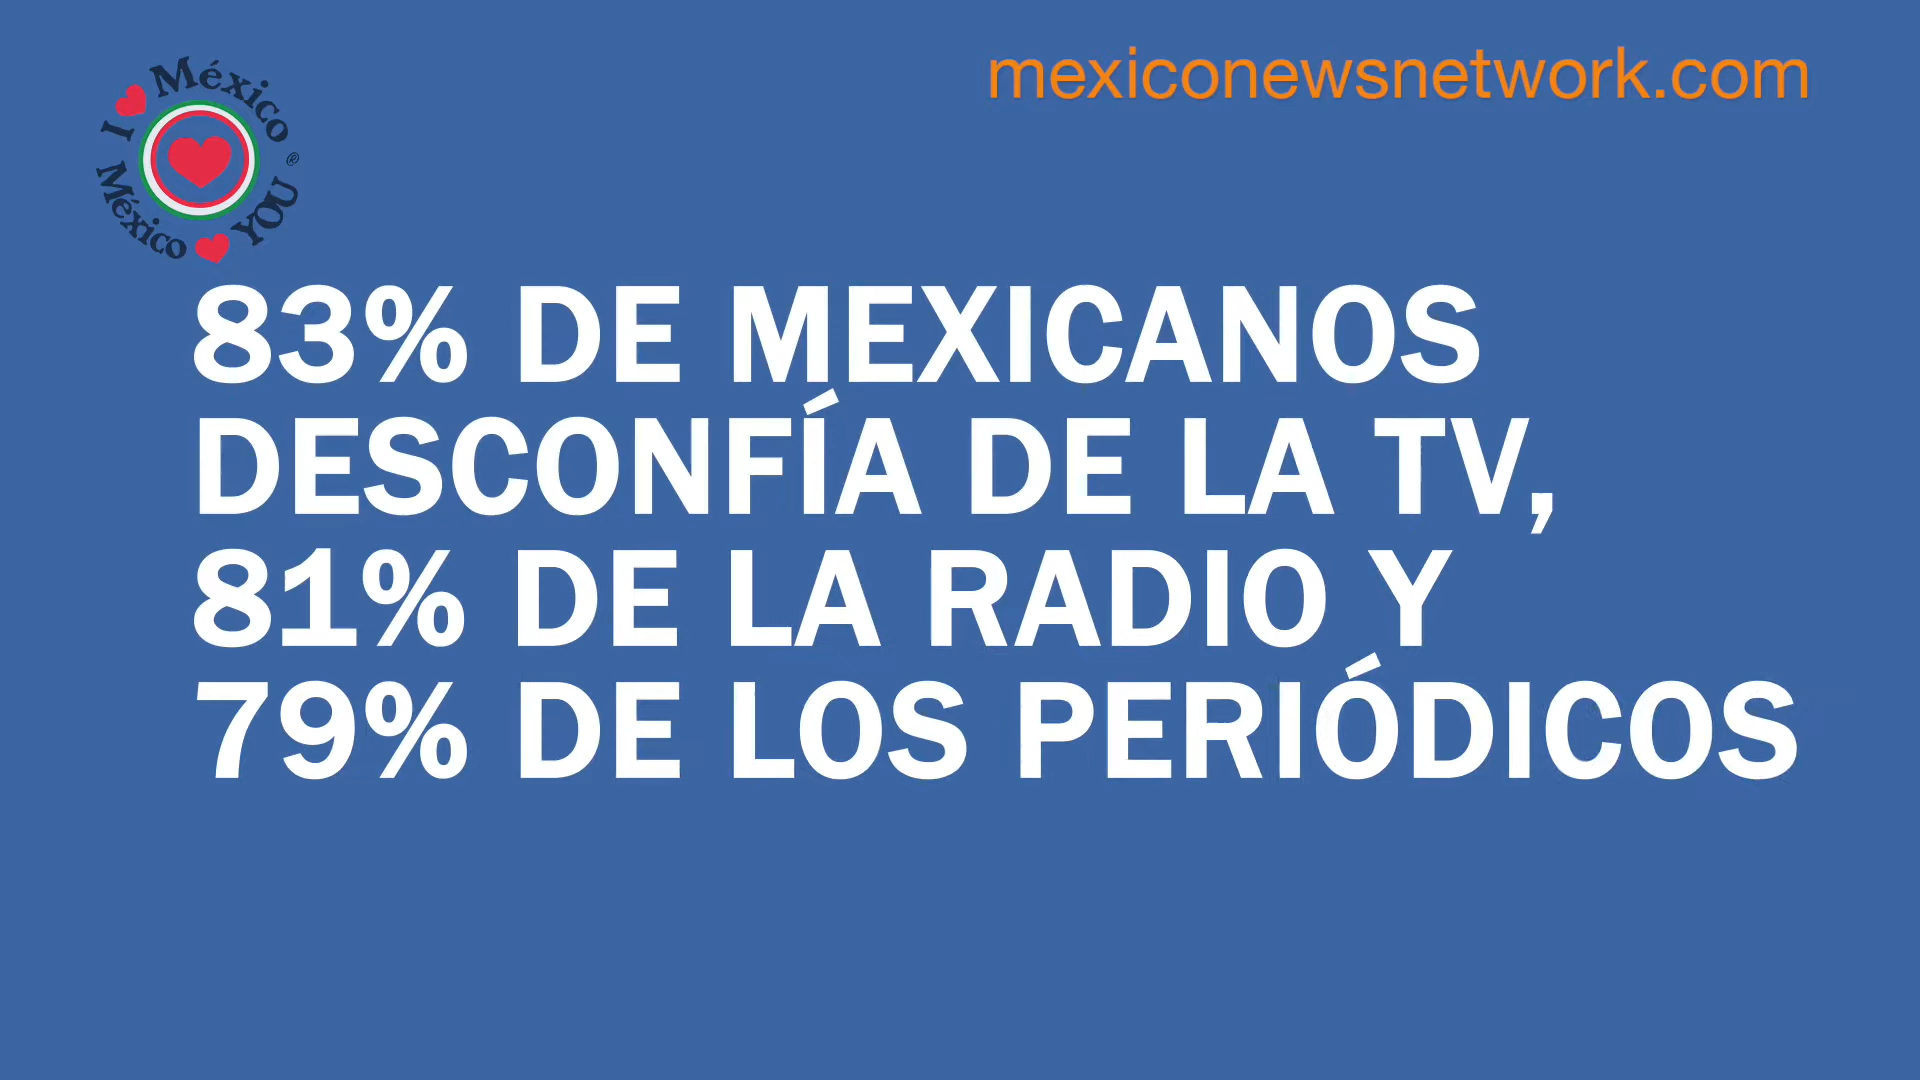 I ❤ México ®
México ❤ YOU
mexiconewsnetwork.com
83% DE MEXICANOS
DESCONFÍA DE LA TV,
81% DE LA RADIO Y
79% DE LOS PERIÓDICOS